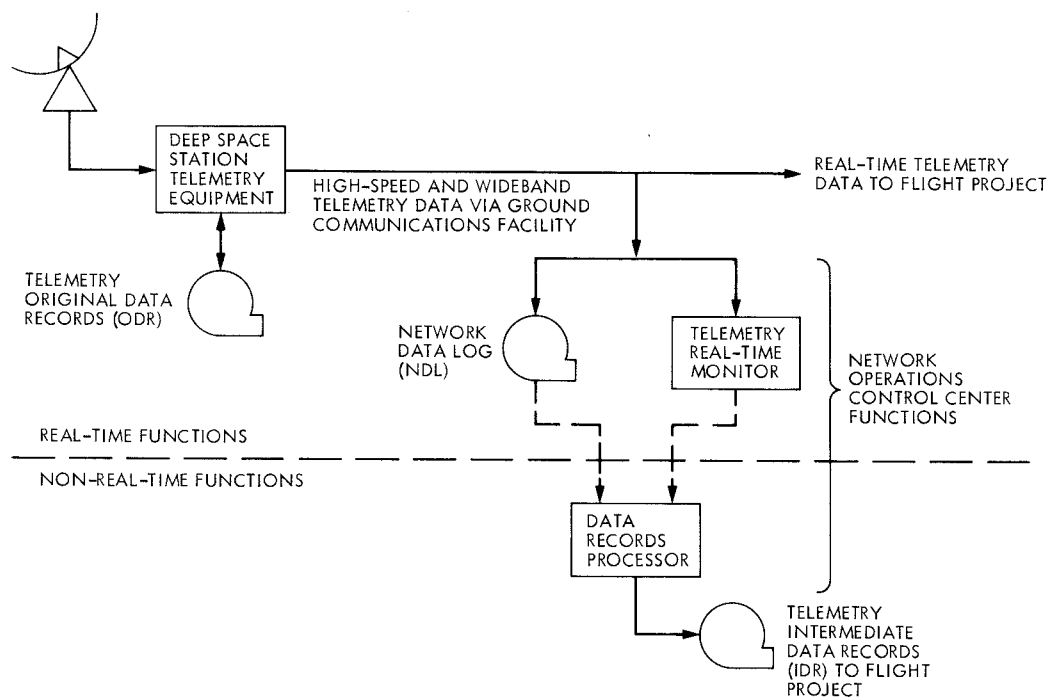 DEEP SPACE
STATION
TELEMETRY
EQUIPMENT
REAL-TIME TELEMETRY
DATA TO FLIGHT PROJECT
HIGH-SPEED AND WIDEBAND
TELEMETRY DATA VIA GROUND
COMMUNICATIONS FACILITY
TELEMETRY
ORIGINAL DATA
RECORDS (ODR)
NETWORK
DATA LOG
(NDL)
TELEMETRY
REAL-TIME
MONITOR
NETWORK
OPERATIONS
CONTROL CENTER
FUNCTIONS
REAL-TIME FUNCTIONS
NON-REAL-TIME FUNCTIONS
DATA
RECORDS
PROCESSOR
TELEMETRY
INTERMEDIATE
DATA RECORDS
(IDR) TO FLIGHT
PROJECT